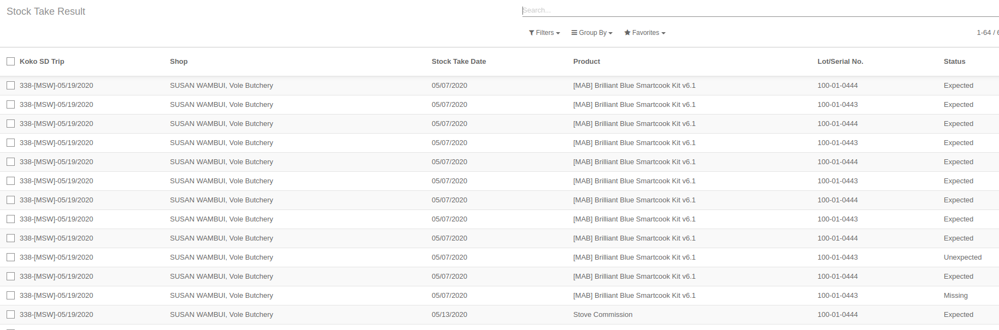 Stock Take Result
Search...
Filters Group By Favorites 1-64 /
Koko SD Trip Shop Stock Take Date Product Lot/Serial No. Status
338-[MSW]-05/19/2020 SUSAN WAMBUI, Vole Butchery 05/07/2020 [MAB] Brilliant Blue Smartcook Kit v6.1 100-01-0444 Expected
338-[MSW]-05/19/2020 SUSAN WAMBUI, Vole Butchery 05/07/2020 [MAB] Brilliant Blue Smartcook Kit v6.1 100-01-0443 Expected
338-[MSW]-05/19/2020 SUSAN WAMBUI, Vole Butchery 05/07/2020 [MAB] Brilliant Blue Smartcook Kit v6.1 100-01-0444 Expected
338-[MSW]-05/19/2020 SUSAN WAMBUI, Vole Butchery 05/07/2020 [MAB] Brilliant Blue Smartcook Kit v6.1 100-01-0443 Expected
338-[MSW]-05/19/2020 SUSAN WAMBUI, Vole Butchery 05/07/2020 [MAB] Brilliant Blue Smartcook Kit v6.1 100-01-0444 Expected
338-[MSW]-05/19/2020 SUSAN WAMBUI, Vole Butchery 05/07/2020 [MAB] Brilliant Blue Smartcook Kit v6.1 100-01-0443 Expected
338-[MSW]-05/19/2020 SUSAN WAMBUI, Vole Butchery 05/07/2020 [MAB] Brilliant Blue Smartcook Kit v6.1 100-01-0444 Expected
338-[MSW]-05/19/2020 SUSAN WAMBUI, Vole Butchery 05/07/2020 [MAB] Brilliant Blue Smartcook Kit v6.1 100-01-0443 Expected
338-[MSW]-05/19/2020 SUSAN WAMBUI, Vole Butchery 05/07/2020 [MAB] Brilliant Blue Smartcook Kit v6.1 100-01-0444 Expected
338-[MSW]-05/19/2020 SUSAN WAMBUI, Vole Butchery 05/07/2020 [MAB] Brilliant Blue Smartcook Kit v6.1 100-01-0443 Unexpected
338-[MSW]-05/19/2020 SUSAN WAMBUI, Vole Butchery 05/07/2020 [MAB] Brilliant Blue Smartcook Kit v6.1 100-01-0444 Expected
338-[MSW]-05/19/2020 SUSAN WAMBUI, Vole Butchery 05/07/2020 [MAB] Brilliant Blue Smartcook Kit v6.1 100-01-0443 Missing
338-[MSW]-05/19/2020 SUSAN WAMBUI, Vole Butchery 05/13/2020 Stove Commission 100-01-0444 Expected